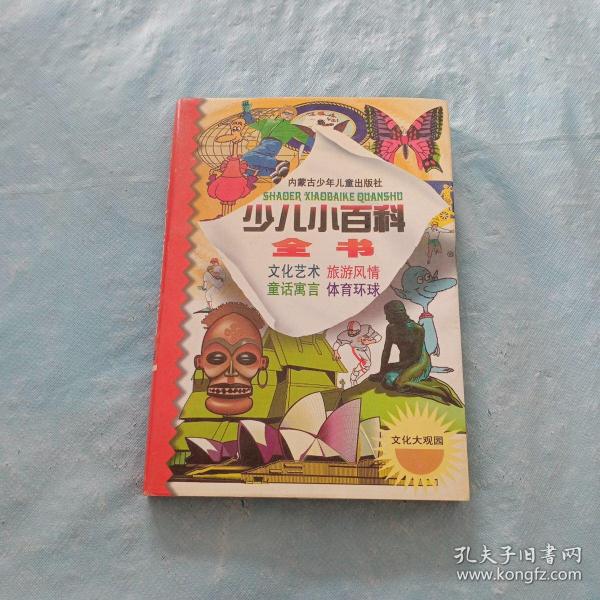 内蒙古少年儿童出版社
SHAOER XIAOBAIKE QUANSHU
少儿小百科
全书
文化艺术 旅游风情
童话寓言 体育环球
文化大观园
孔夫子旧书网
www.kongfz.com